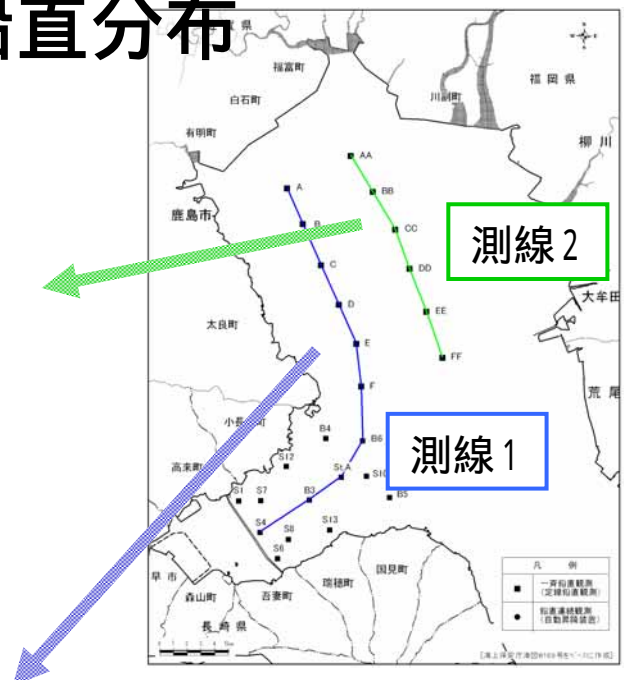 沿直分布
福富町
福岡県
白石町
川副町
有明町
柳川
AA
A
BB
鹿島市
B
CC
測線2
C
DD
大牟田
D
EE
太良町
E
FF
荒尾
F
小長
町
B4
B6
測線1
S12
高来町
St.A
S10
S1
S7
B3
B5
S4
S8
S13
S6
早市
国見町
瑞穂町
森山町
吾妻町
長崎県
凡例
一斉鉛直観測
(定線鉛直観測)
鉛直連続観測
(自動昇降装置)